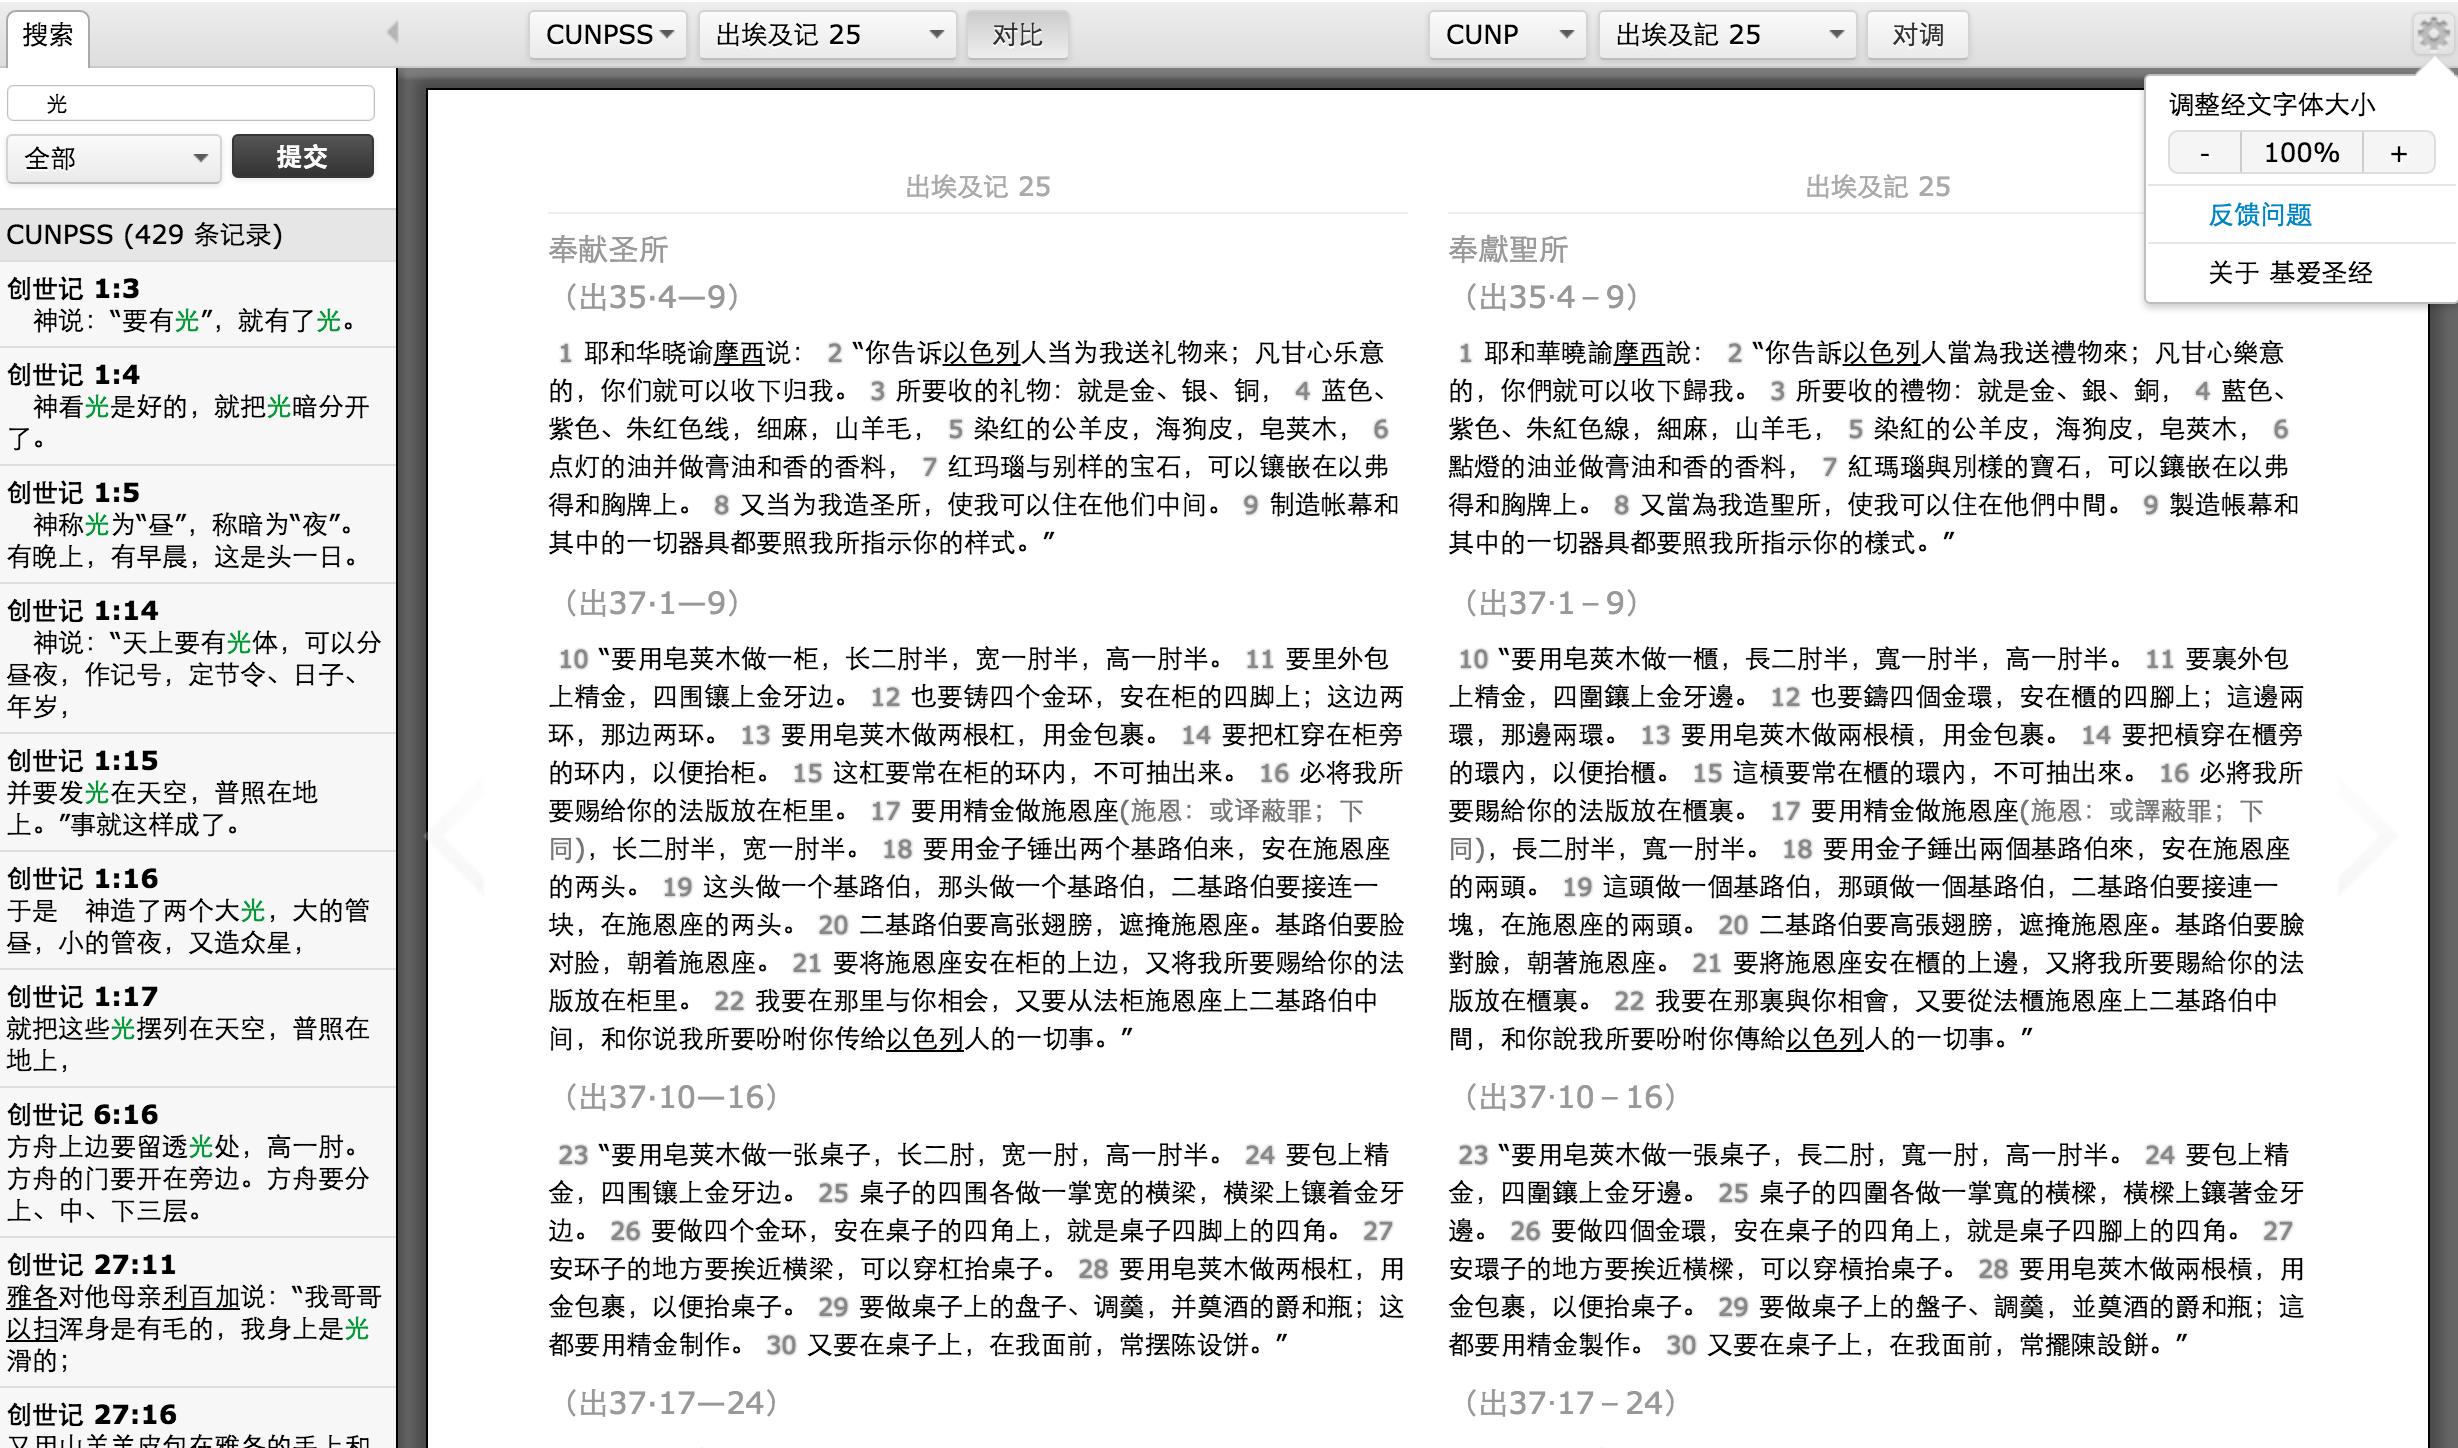 搜索
CUNPSS
出埃及记 25
对比
CUNP
出埃及記 25
对调
光
全部
提交
CUNPSS (429 条记录)
创世记 1:3
神说：“要有光”，就有了光。
创世记 1:4
神看光是好的，就把光暗分开
了。
创世记 1:5
神称光为“昼”，称暗为“夜”。
有晚上，有早晨，这是头一日。
创世记 1:14
神说：“天上要有光体，可以分
昼夜，作记号，定节令、日子、
年岁，
创世记 1:15
并要发光在天空，普照在地
上。”事就这样成了。
创世记 1:16
于是　神造了两个大光，大的管
昼，小的管夜，又造众星，
创世记 1:17
就把这些光摆列在天空，普照在
地上，
创世记 6:16
方舟上边要留透光处，高一肘。
方舟的门要开在旁边。方舟要分
上、中、下三层。
创世记 27:11
雅各对他母亲利百加说：“我哥哥
以扫浑身是有毛的，我身上是光
滑的；
创世记 27:16
又用山羊羔皮包在雅各的手上和
出埃及记 25
奉献圣所
（出35·4—9）
1 耶和华晓谕摩西说： 2 “你告诉以色列人当为我送礼物来；凡甘心乐意
的，你们就可以收下归我。 3 所要收的礼物：就是金、银、铜， 4 蓝色、
紫色、朱红色线，细麻，山羊毛， 5 染红的公羊皮，海狗皮，皂荚木， 6
点灯的油并做膏油和香的香料， 7 红玛瑙与别样的宝石，可以镶嵌在以弗
得和胸牌上。 8 又当为我造圣所，使我可以住在他们中间。 9 制造帐幕和
其中的一切器具都要照我所指示你的样式。”
（出37·1—9）
10 “要用皂荚木做一柜，长二肘半，宽一肘半，高一肘半。 11 要里外包
上精金，四围镶上金牙边。 12 也要铸四个金环，安在柜的四脚上；这边两
环，那边两环。 13 要用皂荚木做两根杠，用金包裹。 14 要把杠穿在柜旁
的环内，以便抬柜。 15 这杠要常在柜的环内，不可抽出来。 16 必将我所
要赐给你的法版放在柜里。 17 要用精金做施恩座(施恩：或译蔽罪；下
同)，长二肘半，宽一肘半。 18 要用金子锤出两个基路伯来，安在施恩座
的两头。 19 这头做一个基路伯，那头做一个基路伯，二基路伯要接连一
块，在施恩座的两头。 20 二基路伯要高张翅膀，遮掩施恩座。基路伯要脸
对脸，朝着施恩座。 21 要将施恩座安在柜的上边，又将我所要赐给你的法
版放在柜里。 22 我要在那里与你相会，又要从法柜施恩座上二基路伯中
间，和你说我所要吩咐你传给以色列人的一切事。”
（出37·10—16）
23 “要用皂荚木做一张桌子，长二肘，宽一肘，高一肘半。 24 要包上精
金，四围镶上金牙边。 25 桌子的四围各做一掌宽的横梁，横梁上镶着金牙
边。 26 要做四个金环，安在桌子的四角上，就是桌子四脚上的四角。 27
安环子的地方要挨近横梁，可以穿杠抬桌子。 28 要用皂荚木做两根杠，用
金包裹，以便抬桌子。 29 要做桌子上的盘子、调羹，并奠酒的爵和瓶；这
都要用精金制作。 30 又要在桌子上，在我面前，常摆陈设饼。”
（出37·17—24）
出埃及記 25
奉獻聖所
（出35·4－9）
1 耶和華曉諭摩西說： 2 “你告訴以色列人當為我送禮物來；凡甘心樂意
的，你們就可以收下歸我。 3 所要收的禮物：就是金、銀、銅， 4 藍色、
紫色、朱紅色線，細麻，山羊毛， 5 染紅的公羊皮，海狗皮，皂莢木， 6
點燈的油並做膏油和香的香料， 7 紅瑪瑙與別樣的寶石，可以鑲嵌在以弗
得和胸牌上。 8 又當為我造聖所，使我可以住在他們中間。 9 製造帳幕和
其中的一切器具都要照我所指示你的樣式。”
（出37·1－9）
10 “要用皂莢木做一櫃，長二肘半，寬一肘半，高一肘半。 11 要裏外包
上精金，四圍鑲上金牙邊。 12 也要鑄四個金環，安在櫃的四腳上；這邊兩
環，那邊兩環。 13 要用皂莢木做兩根槓，用金包裹。 14 要把槓穿在櫃旁
的環內，以便抬櫃。 15 這槓要常在櫃的環內，不可抽出來。 16 必將我所
要賜給你的法版放在櫃裏。 17 要用精金做施恩座(施恩：或譯蔽罪；下
同)，長二肘半，寬一肘半。 18 要用金子錘出兩個基路伯來，安在施恩座
的兩頭。 19 這頭做一個基路伯，那頭做一個基路伯，二基路伯要接連一
塊，在施恩座的兩頭。 20 二基路伯要高張翅膀，遮掩施恩座。基路伯要臉
對臉，朝著施恩座。 21 要將施恩座安在櫃的上邊，又將我所要賜給你的法
版放在櫃裏。 22 我要在那裏與你相會，又要從法櫃施恩座上二基路伯中
間，和你說我所要吩咐你傳給以色列人的一切事。”
（出37·10－16）
23 “要用皂莢木做一張桌子，長二肘，寬一肘，高一肘半。 24 要包上精
金，四圍鑲上金牙邊。 25 桌子的四圍各做一掌寬的橫樑，橫樑上鑲著金牙
邊。 26 要做四個金環，安在桌子的四角上，就是桌子四腳上的四角。 27
安環子的地方要挨近橫樑，可以穿槓抬桌子。 28 要用皂莢木做兩根槓，用
金包裹，以便抬桌子。 29 要做桌子上的盤子、調羹，並奠酒的爵和瓶；這
都要用精金製作。 30 又要在桌子上，在我面前，常擺陳設餅。”
（出37·17－24）
调整经文字体大小
- 100% +
反馈问题
关于 基爱圣经